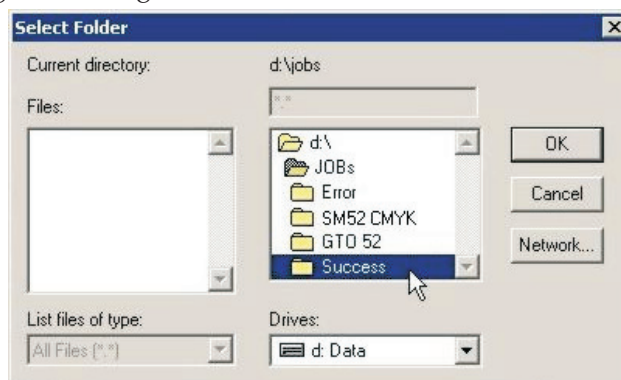 Select Folder
Current directory:
d:\jobs
Files:
*.*
d:\
JOBs
Error
SM52 CMYK
GTO 52
Success
OK
Cancel
Network...
List files of type:
All Files (*.*)
Drives:
d: Data